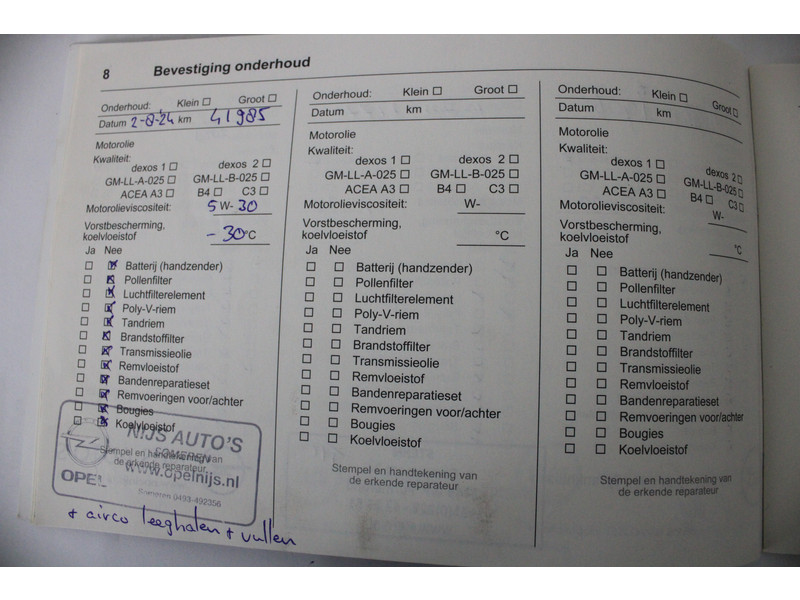 8 Bevestiging onderhoud
Onderhoud: Klein ☐ Groot ☐
Datum 2-8-24 km 41985
Motorolie
Kwaliteit:
dexos 1 ☐ dexos 2 ☐
GM-LL-A-025 ☐ GM-LL-B-025 ☐
ACEA A3 ☐ B4 ☐ C3 ☐
Motorolieviscositeit: 5 W- 30
Vorstbescherming,
koelvloeistof - 30 °C
Ja Nee
☐ ☒ Batterij (handzender)
☐ ☒ Pollenfilter
☐ ☒ Luchtfilterelement
☐ ☒ Poly-V-riem
☐ ☒ Tandriem
☐ ☒ Brandstoffilter
☐ ☒ Transmissieolie
☐ ☒ Remvloeistof
☐ ☒ Bandenreparatieset
☐ ☒ Remvoeringen voor/achter
☐ ☒ Bougies
☐ ☒ Koelvloeistof
Stempel en handtekening van
de erkende reparateur
NIJS AUTO'S
SOMEREN
www.opelnijs.nl
OPEL
Someren 0493-492356
+ airco leeghalen + vullen
Onderhoud: Klein ☐ Groot ☐
Datum km
Motorolie
Kwaliteit:
dexos 1 ☐ dexos 2 ☐
GM-LL-A-025 ☐ GM-LL-B-025 ☐
ACEA A3 ☐ B4 ☐ C3 ☐
Motorolieviscositeit: W-
Vorstbescherming,
koelvloeistof °C
Ja Nee
☐ ☐ Batterij (handzender)
☐ ☐ Pollenfilter
☐ ☐ Luchtfilterelement
☐ ☐ Poly-V-riem
☐ ☐ Tandriem
☐ ☐ Brandstoffilter
☐ ☐ Transmissieolie
☐ ☐ Remvloeistof
☐ ☐ Bandenreparatieset
☐ ☐ Remvoeringen voor/achter
☐ ☐ Bougies
☐ ☐ Koelvloeistof
Stempel en handtekening van
de erkende reparateur
Onderhoud: Klein ☐ Groot ☐
Datum km
Motorolie
Kwaliteit:
dexos 1 ☐ dexos 2 ☐
GM-LL-A-025 ☐ GM-LL-B-025 ☐
ACEA A3 ☐ B4 ☐ C3 ☐
Motorolieviscositeit: W-
Vorstbescherming,
koelvloeistof °C
Ja Nee
☐ ☐ Batterij (handzender)
☐ ☐ Pollenfilter
☐ ☐ Luchtfilterelement
☐ ☐ Poly-V-riem
☐ ☐ Tandriem
☐ ☐ Brandstoffilter
☐ ☐ Transmissieolie
☐ ☐ Remvloeistof
☐ ☐ Bandenreparatieset
☐ ☐ Remvoeringen voor/achter
☐ ☐ Bougies
☐ ☐ Koelvloeistof
Stempel en handtekening van
de erkende reparateur